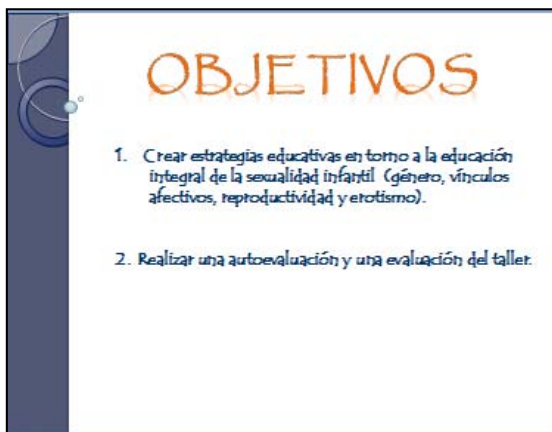 OBJETIVOS
1. Crear estrategias educativas en torno a la educación
integral de la sexualidad infantil (género, vínculos
afectivos, reproductividad y erotismo).
2. Realizar una autoevaluación y una evaluación del taller.